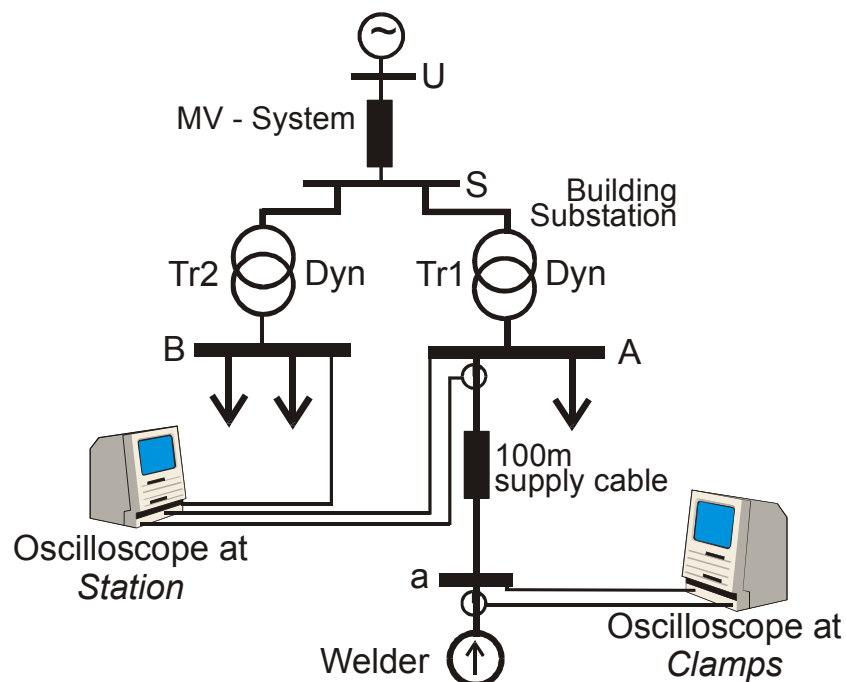 ~
U
MV - System
S
Building
Substation
Tr2
Dyn
Tr1
Dyn
B
A
100m
supply cable
Oscilloscope at
Station
a
Welder
Oscilloscope at
Clamps